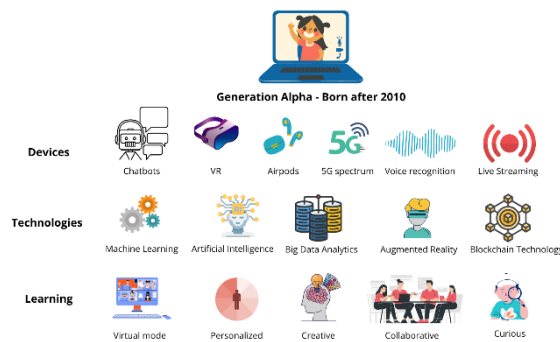 Generation Alpha - Born after 2010
Devices
Chatbots
VR
Airpods
5G
5G spectrum
Voice recognition
Live Streaming
Technologies
Machine Learning
Artificial Intelligence
Big Data Analytics
Augmented Reality
Blockchain Technology
Learning
Virtual mode
Personalized
Creative
Collaborative
Curious